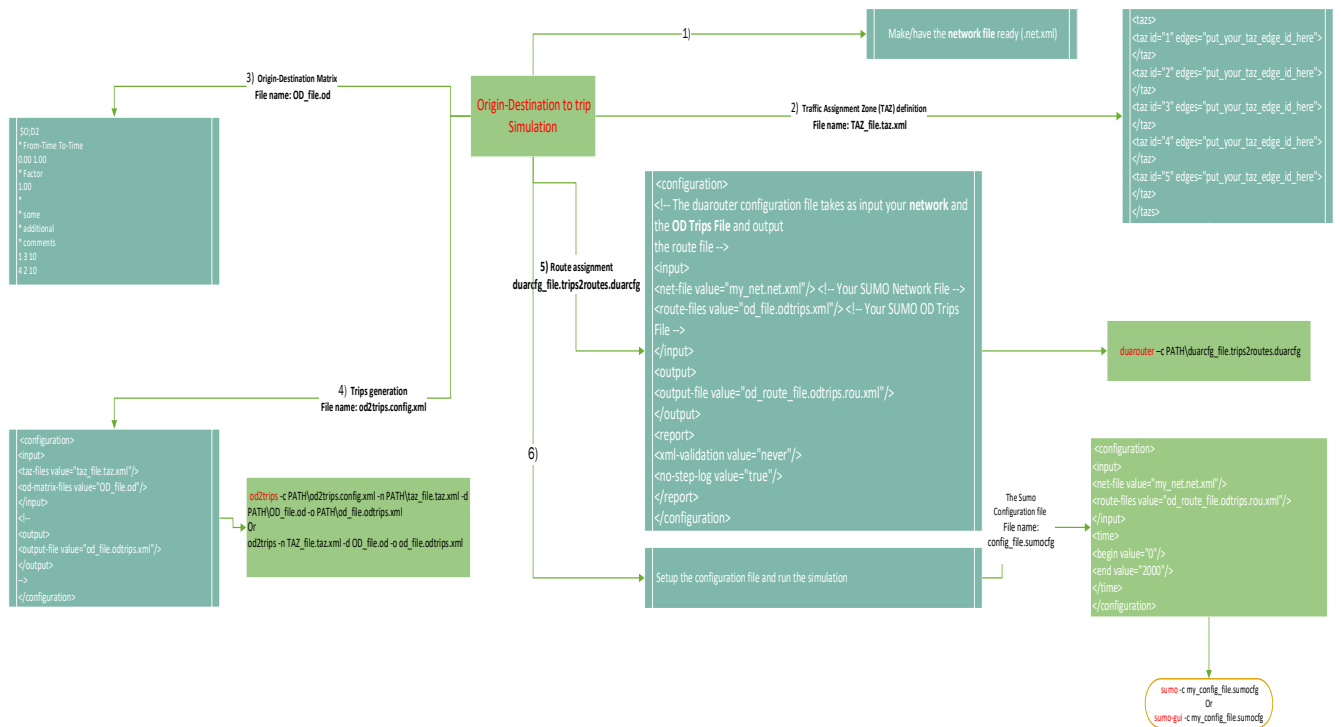 Origin-Destination to trip
Simulation
1)
Make/have the network file ready (.net.xml)
2) Traffic Assignment Zone (TAZ) definition
File name: TAZ_file.taz.xml
<tazs>
<taz id="1" edges="put_your_taz_edge_id_here">
</taz>
<taz id="2" edges="put_your_taz_edge_id_here">
</taz>
<taz id="3" edges="put_your_taz_edge_id_here">
</taz>
<taz id="4" edges="put_your_taz_edge_id_here">
</taz>
<taz id="5" edges="put_your_taz_edge_id_here">
</taz>
</tazs>
3) Origin-Destination Matrix
File name: OD_file.od
$O;D2
* From-Time To-Time
0.00 1.00
* Factor
1.00
*
* some
* additional
* comments
1 3 10
4 2 10
4) Trips generation
File name: od2trips.config.xml
<configuration>
<input>
<taz-files value="taz_file.taz.xml"/>
<od-matrix-files value="OD_file.od"/>
</input>
<!--
<output>
<output-file value="od_file.odtrips.xml"/>
</output>
-->
</configuration>
od2trips -c PATH\od2trips.config.xml -n PATH\taz_file.taz.xml -d
PATH\OD_file.od -o PATH\od_file.odtrips.xml
Or
od2trips -n TAZ_file.taz.xml -d OD_file.od -o od_file.odtrips.xml
5) Route assignment
duarcfg_file.trips2routes.duarcfg
<configuration>
<!-- The duarouter configuration file takes as input your network and
the OD Trips File and output
the route file -->
<input>
<net-file value="my_net.net.xml"/> <!-- Your SUMO Network File -->
<route-files value="od_file.odtrips.xml"/> <!-- Your SUMO OD Trips
File -->
</input>
<output>
<output-file value="od_route_file.odtrips.rou.xml"/>
</output>
<report>
<xml-validation value="never"/>
<no-step-log value="true"/>
</report>
</configuration>
duarouter –c PATH\duarcfg_file.trips2routes.duarcfg
6)
Setup the configuration file and run the simulation
The Sumo
Configuration file
File name:
config_file.sumocfg
<configuration>
<input>
<net-file value="my_net.net.xml"/>
<route-files value="od_route_file.odtrips.rou.xml"/>
</input>
<time>
<begin value="0"/>
<end value="2000"/>
</time>
</configuration>
sumo -c my_config_file.sumocfg
Or
sumo-gui -c my_config_file.sumocfg